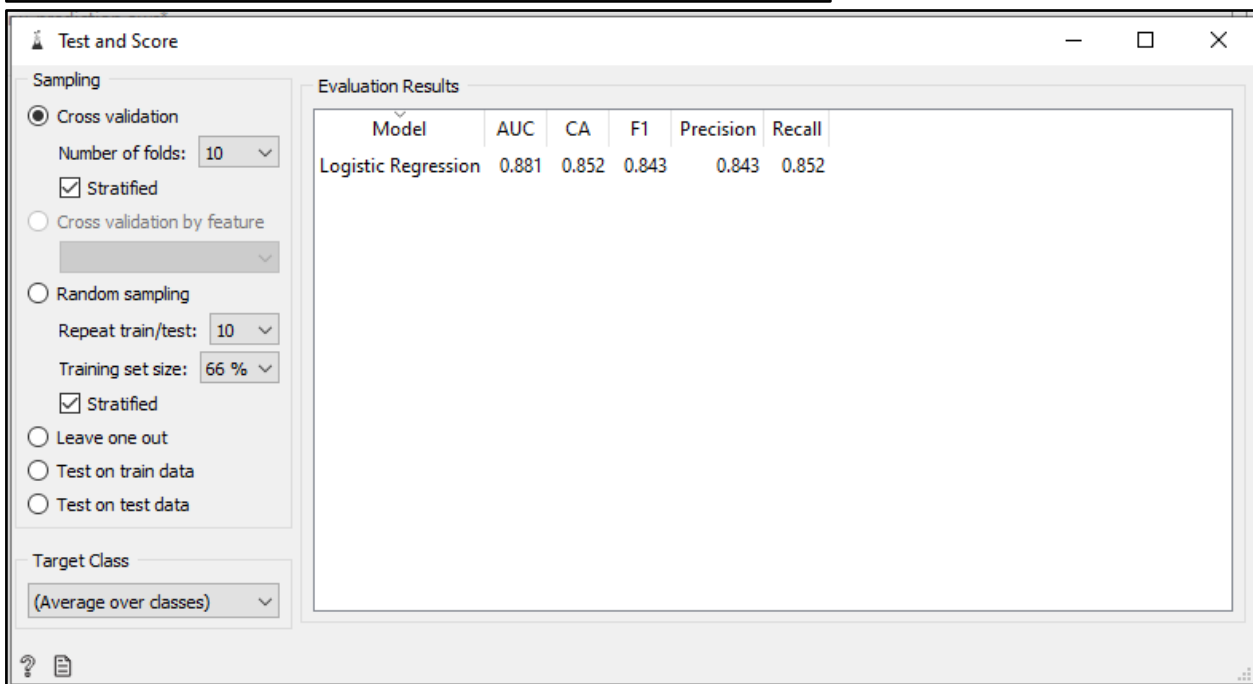 Test and Score
Sampling
Cross validation
Number of folds: 10
Stratified
Cross validation by feature
Random sampling
Repeat train/test: 10
Training set size: 66 %
Stratified
Leave one out
Test on train data
Test on test data
Target Class
(Average over classes)
Evaluation Results
Model AUC CA F1 Precision Recall
Logistic Regression 0.881 0.852 0.843 0.843 0.852
?